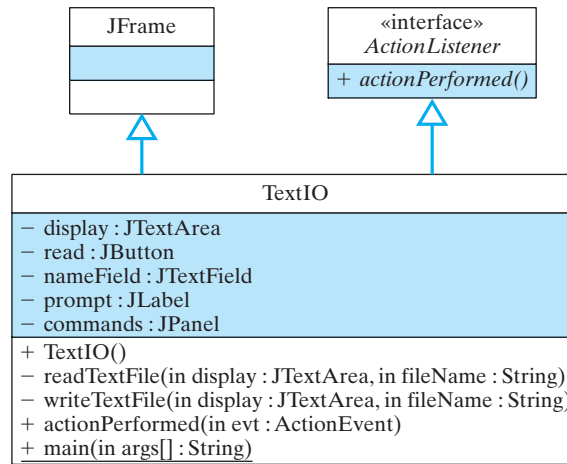 JFrame
«interface»
ActionListener
+ actionPerformed()
TextIO
− display : JTextArea
− read : JButton
− nameField : JTextField
− prompt : JLabel
− commands : JPanel
+ TextIO()
− readTextFile(in display : JTextArea, in fileName : String)
− writeTextFile(in display : JTextArea, in fileName : String)
+ actionPerformed(in evt : ActionEvent)
+ main(in args[] : String)